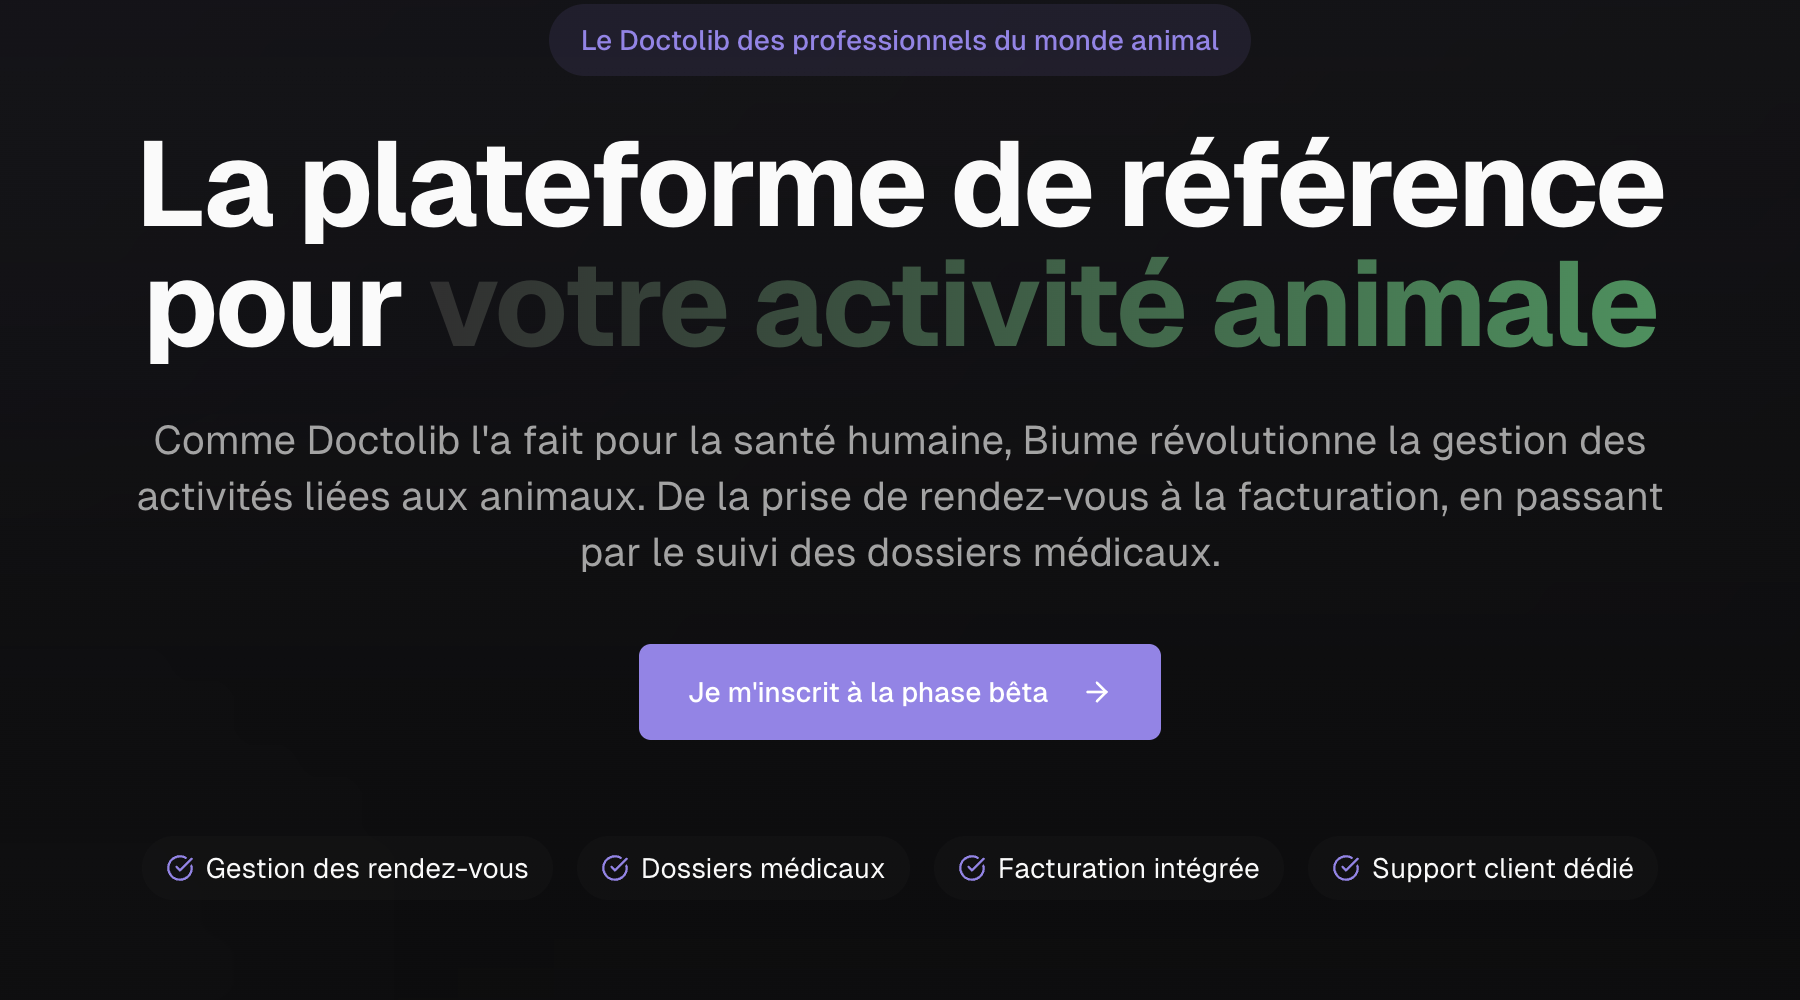 Le Doctolib des professionnels du monde animal
La plateforme de référence
pour votre activité animale
Comme Doctolib l'a fait pour la santé humaine, Biume révolutionne la gestion des
activités liées aux animaux. De la prise de rendez-vous à la facturation, en passant
par le suivi des dossiers médicaux.
Je m'inscrit à la phase bêta
Gestion des rendez-vous
Dossiers médicaux
Facturation intégrée
Support client dédié